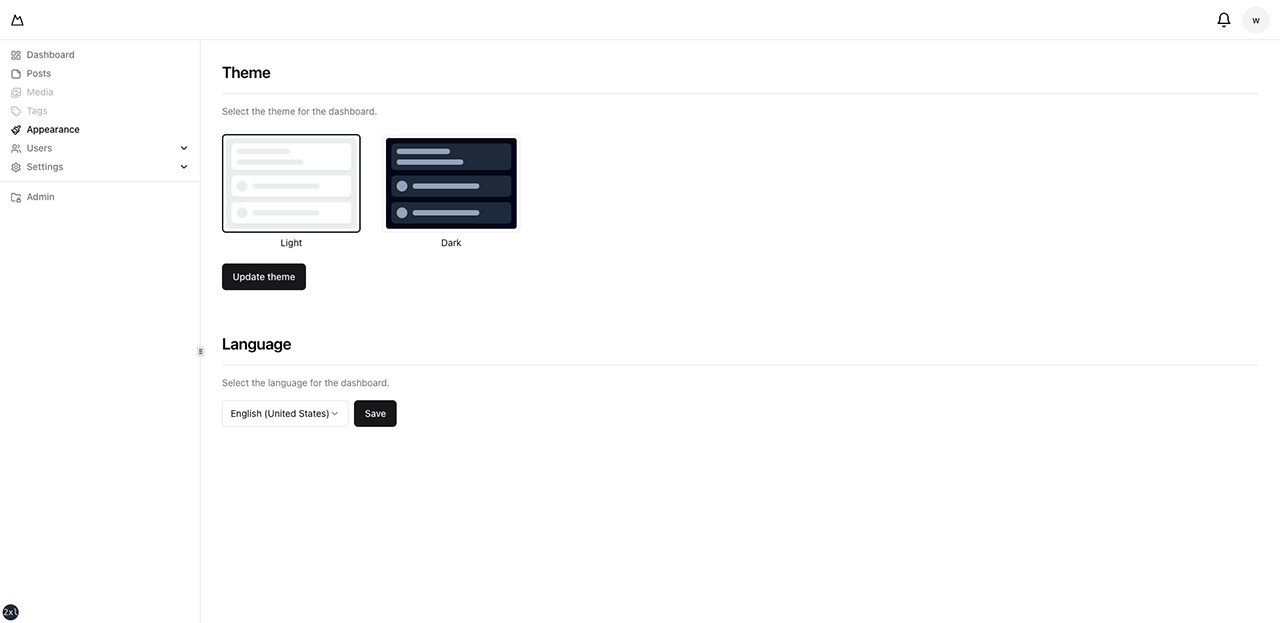 w
Dashboard
Posts
Media
Tags
Appearance
Users
Settings
Admin
Theme
Select the theme for the dashboard.
Light
Dark
Update theme
Language
Select the language for the dashboard.
English (United States)
Save
2xl